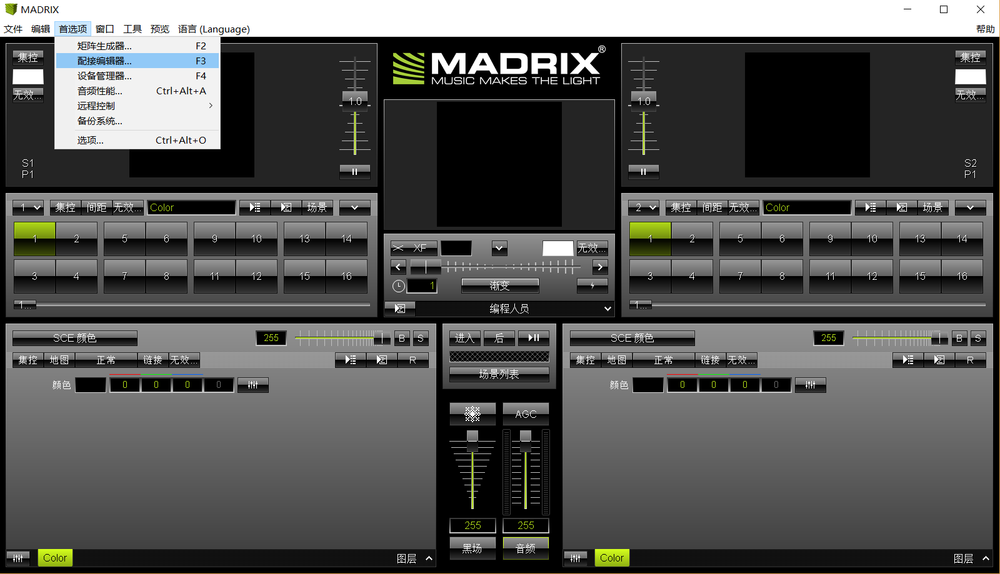 MADRIX
文件 编辑 首选项 窗口 工具 预览 语言 (Language) 帮助
矩阵生成器... F2
配接编辑器... F3
设备管理器... F4
音频性能... Ctrl+Alt+A
远程控制
备份系统...
选项... Ctrl+Alt+O
集控
无效...
1.0
S1
P1
MADRIX®
MUSIC MAKES THE LIGHT
1.0
集控
无效...
S2
P1
1 集控 间距 无效... Color 场景
1 2 5 6 9 10 13 14
3 4 7 8 11 12 15 16
1...
XF 无效...
1 渐变
编程人员
2 集控 间距 无效... Color 场景
1 2 5 6 9 10 13 14
3 4 7 8 11 12 15 16
1...
SCE 颜色 255 B S
集控 地图 正常 链接 无效... R
颜色 0 0 0 0
Color 图层
进入 后
场景列表
AGC
255 255
黑场 音频
SCE 颜色 255 B S
集控 地图 正常 链接 无效... R
颜色 0 0 0 0
Color 图层